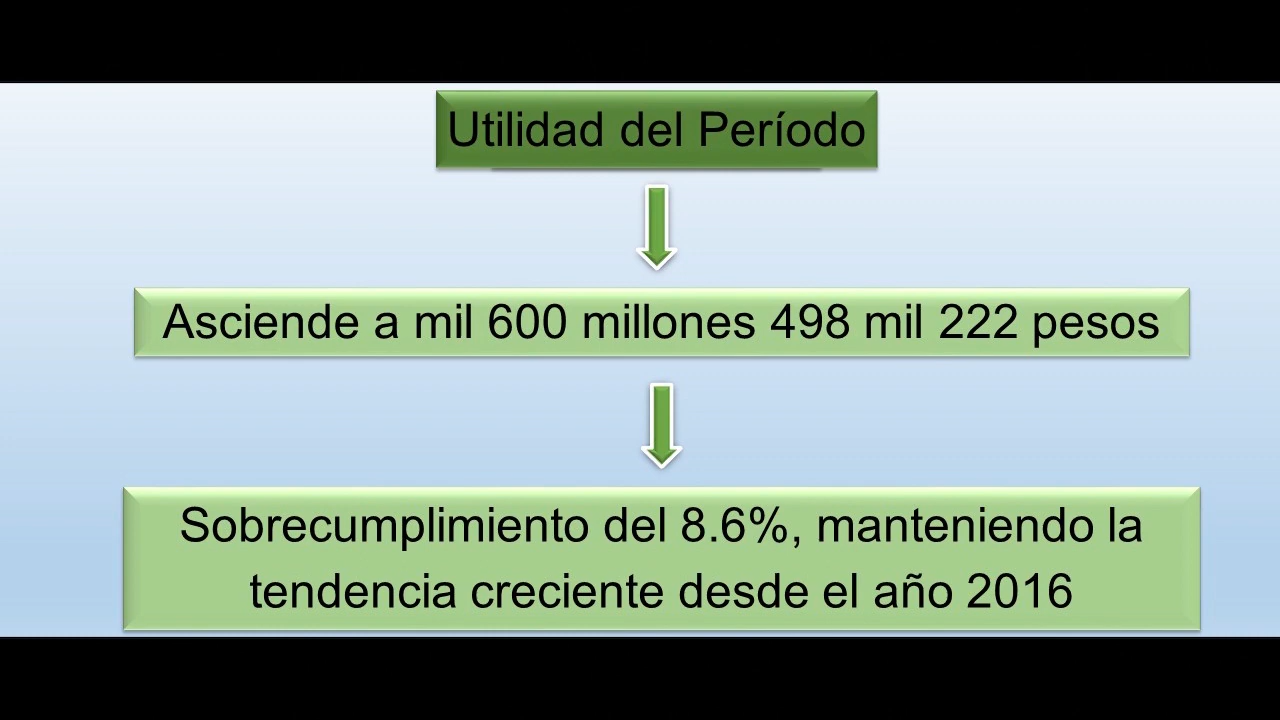 Utilidad del Período
Asciende a mil 600 millones 498 mil 222 pesos
Sobrecumplimiento del 8.6%, manteniendo la
tendencia creciente desde el año 2016